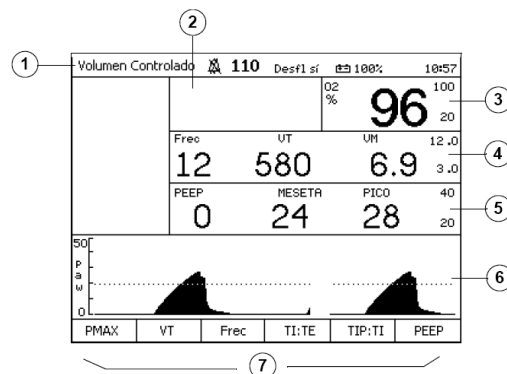 2
1
Volumen Controlado 110 Desfl sí 100% 10:57
O2 % 96 100 20
3
Frec VT VM 12.0
12 580 6.9 3.0
4
PEEP MESETA PICO 40
0 24 28 20
5
50
Paw
0
6
PMAX VT Frec TI:TE TIP:TI PEEP
7